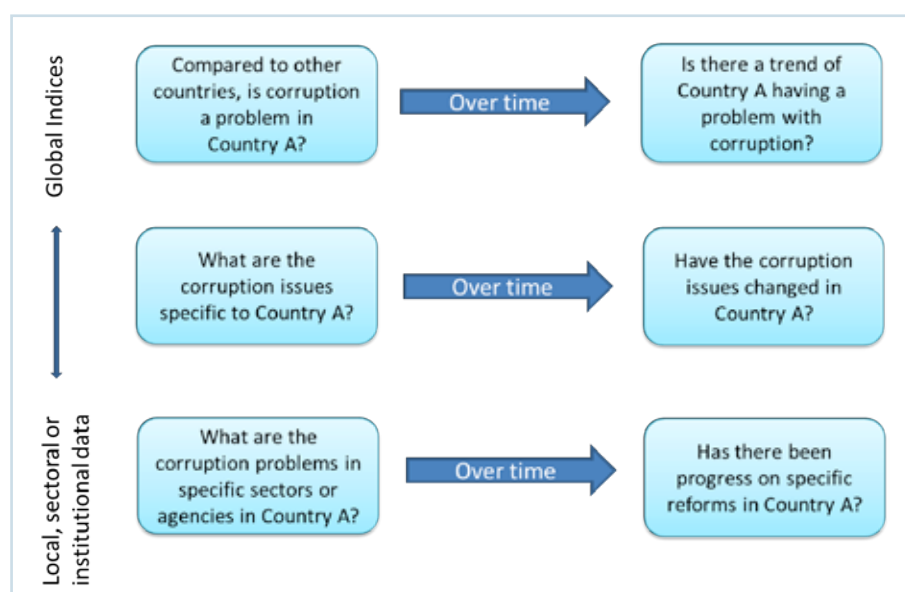 Global Indices
Compared to other
countries, is corruption
a problem in
Country A?
Over time
Is there a trend of
Country A having a
problem with
corruption?
What are the
corruption issues
specific to Country A?
Over time
Have the corruption
issues changed in
Country A?
Local, sectoral or
institutional data
What are the
corruption problems in
specific sectors or
agencies in Country A?
Over time
Has there been
progress on specific
reforms in Country A?